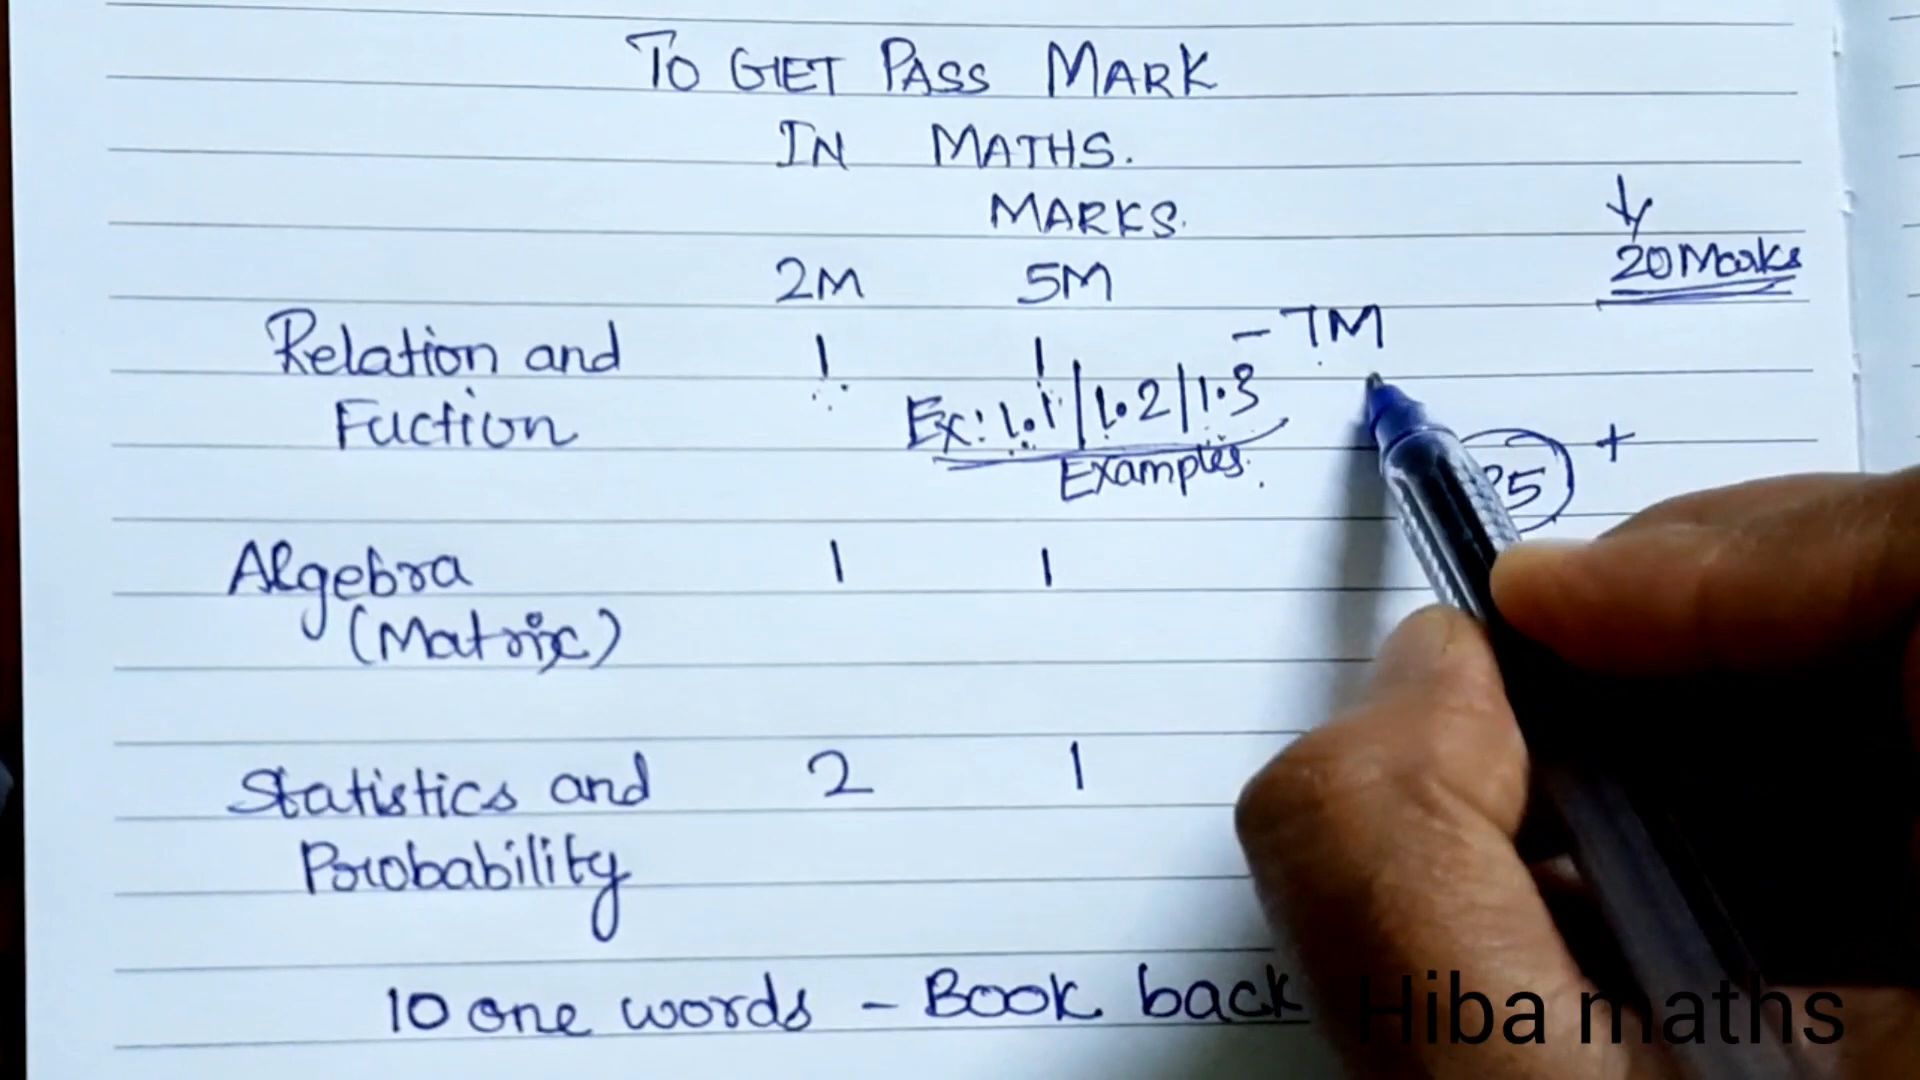 TO GET PASS MARK
IN MATHS.
MARKS.
2M 5M
20 Marks
Relation and 1 1 - 7M
Fuction Ex: 1.1 | 1.2 | 1.3
Examples.
+
Algebra 1 1
(Matrix)
Statistics and 2 1
Probability
10 one words - Book back
Hiba maths